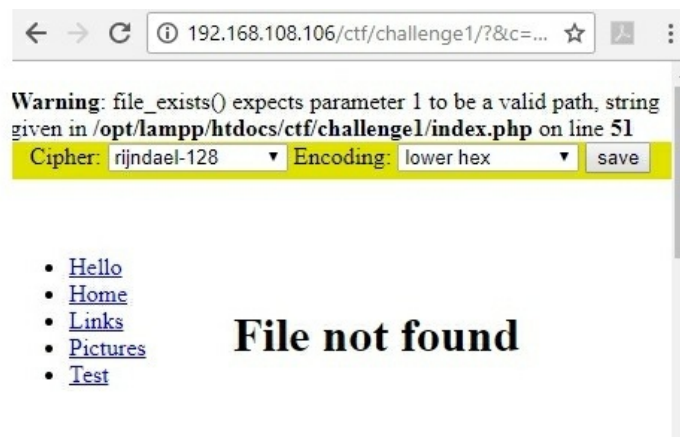 192.168.108.106/ctf/challenge1/?&c=...
Warning: file_exists() expects parameter 1 to be a valid path, string
given in /opt/lampp/htdocs/ctf/challenge1/index.php on line 51
Cipher: rijndael-128 Encoding: lower hex save
Hello
Home
Links
Pictures
Test
File not found